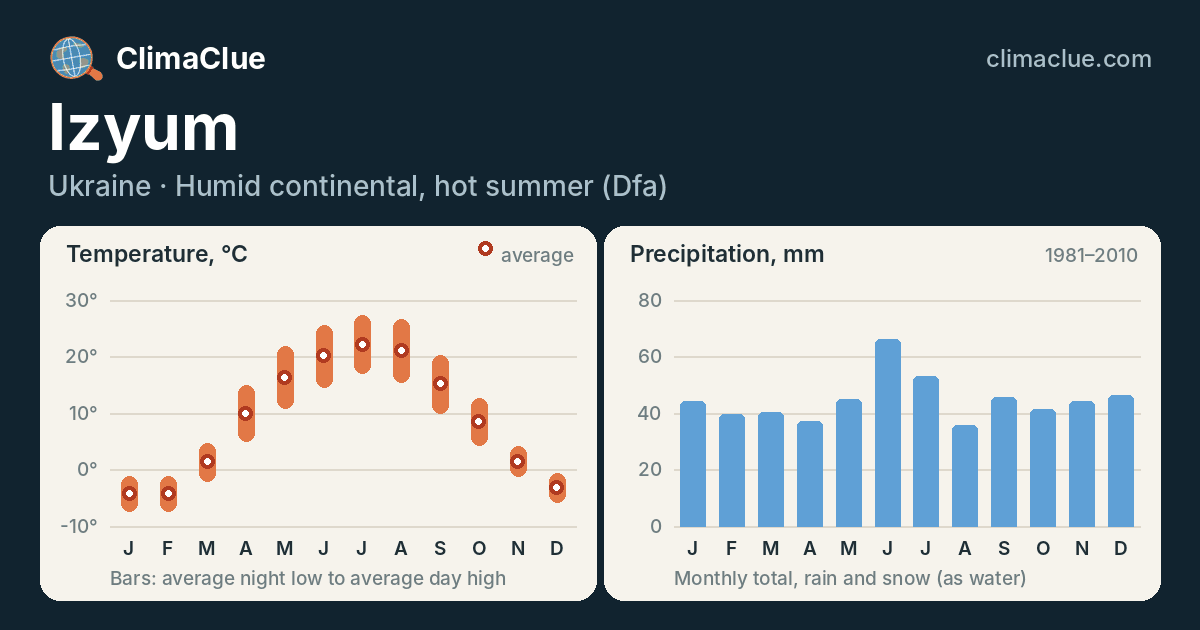 ClimaClue
climaclue.com
Izyum
Ukraine · Humid continental, hot summer (Dfa)
Temperature, °C
average
30°
20°
10°
0°
-10°
J F M A M J J A S O N D
Bars: average night low to average day high
Precipitation, mm
1981–2010
80
60
40
20
0
J F M A M J J A S O N D
Monthly total, rain and snow (as water)